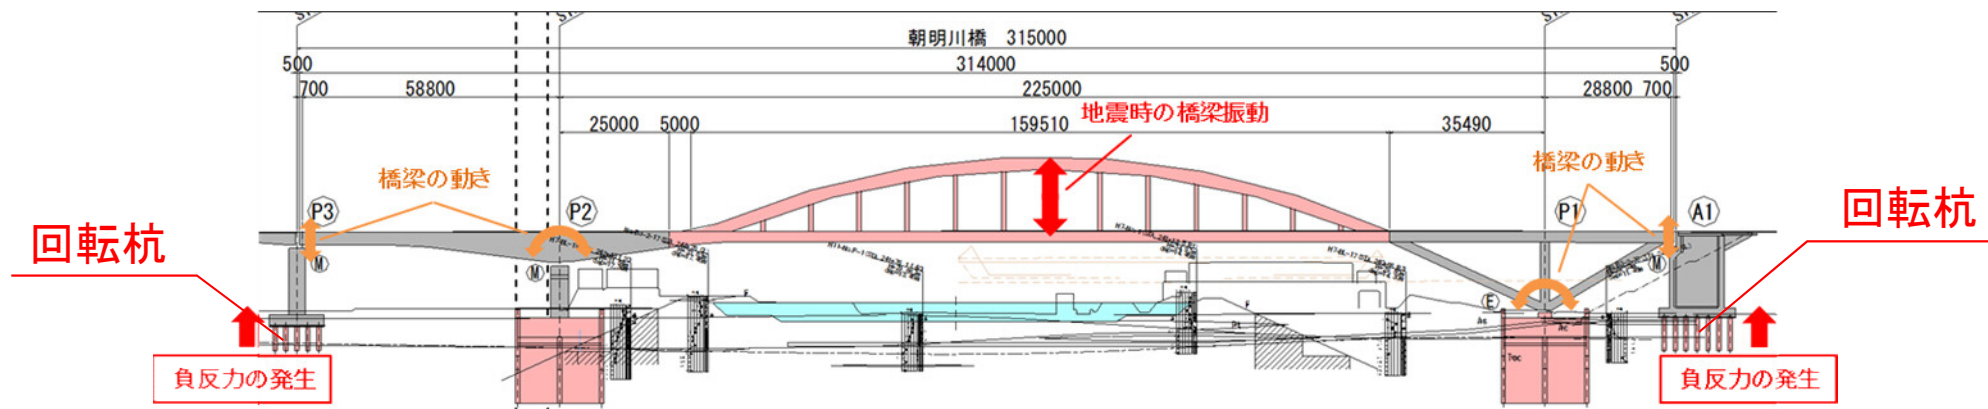 朝明川橋 315000
500 314000 500
700 58800 225000 28800 700
地震時の橋梁振動
25000 5000 159510 35490
橋梁の動き
橋梁の動き
P3 P2 P1 A1
回転杭
回転杭
M M M
E
F F
As
Ac
負反力の発生
負反力の発生